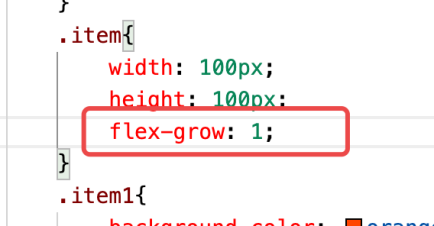 }
.item{
width: 100px;
height: 100px;
flex-grow: 1;
}
.item1{
background-color: orange